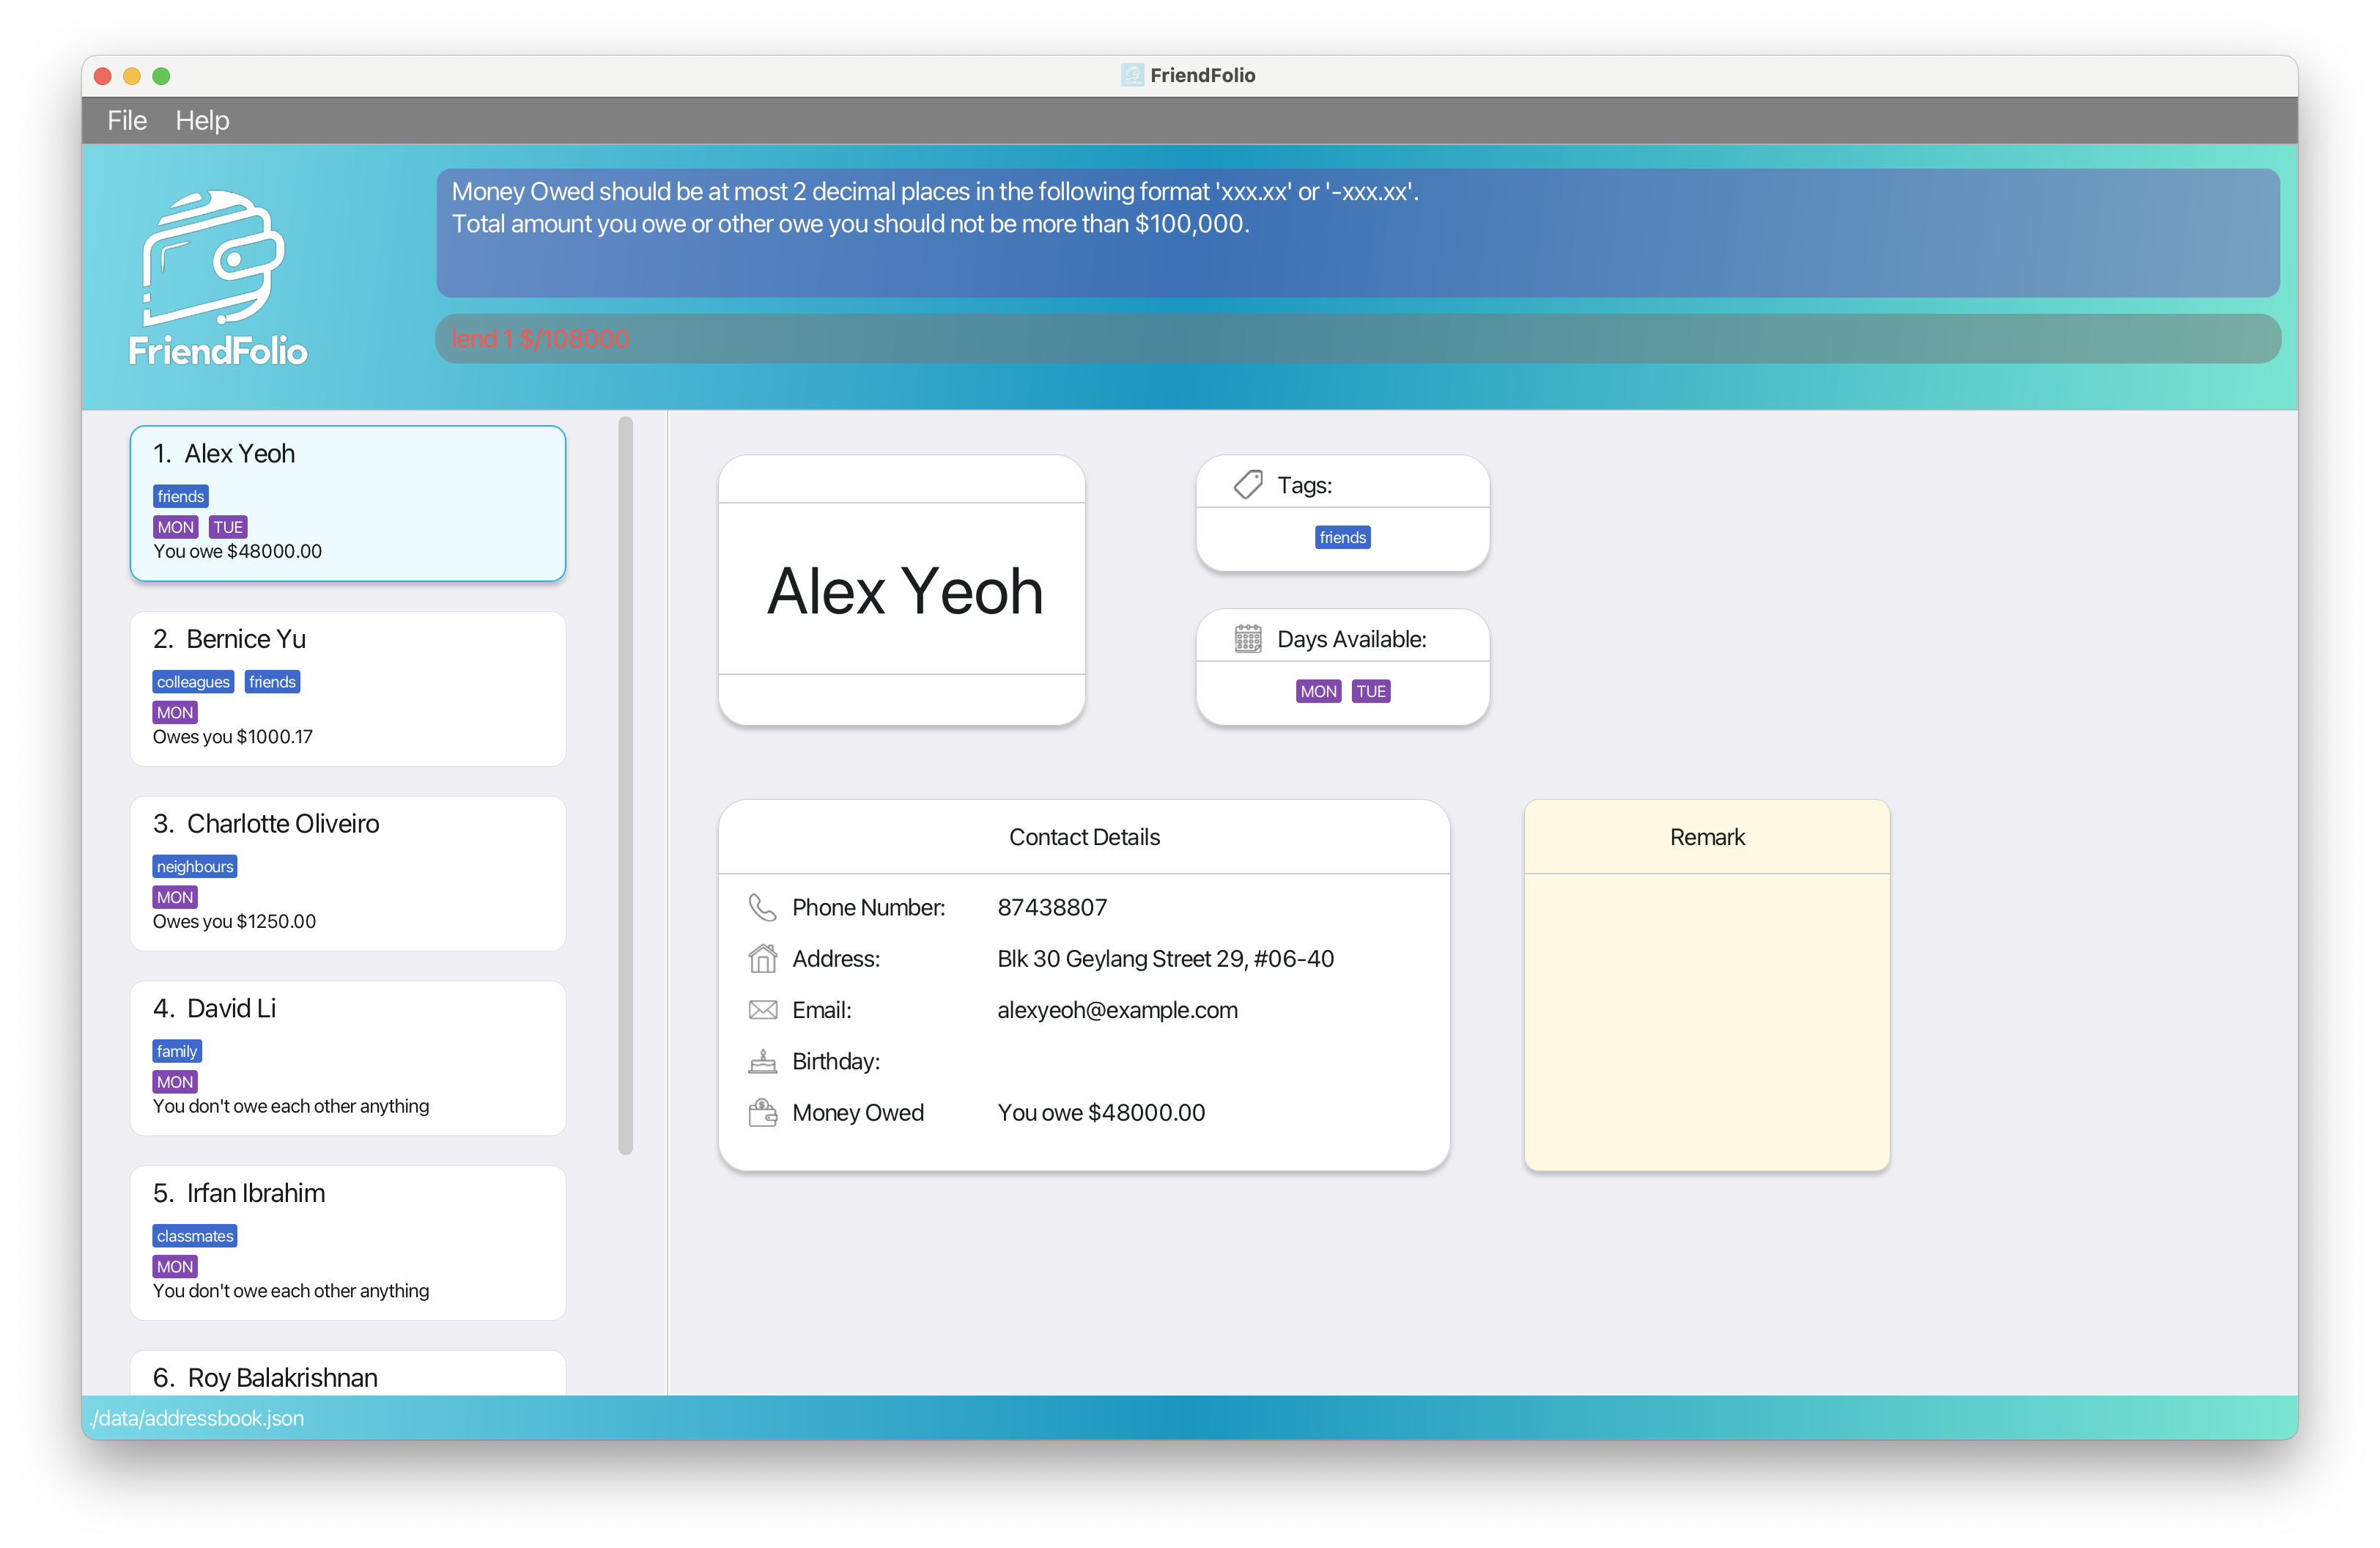 FriendFolio
File Help
Money Owed should be at most 2 decimal places in the following format 'xxx.xx' or '-xxx.xx'.
Total amount you owe or other owe you should not be more than $100,000.
lend 1 $/108000
FriendFolio
1. Alex Yeoh
friends
MON TUE
You owe $48000.00
2. Bernice Yu
colleagues friends
MON
Owes you $1000.17
3. Charlotte Oliveiro
neighbours
MON
Owes you $1250.00
4. David Li
family
MON
You don't owe each other anything
5. Irfan Ibrahim
classmates
MON
You don't owe each other anything
6. Roy Balakrishnan
Alex Yeoh
Tags:
friends
Days Available:
MON TUE
Contact Details
Phone Number: 87438807
Address: Blk 30 Geylang Street 29, #06-40
Email: alexyeoh@example.com
Birthday:
Money Owed You owe $48000.00
Remark
./data/addressbook.json